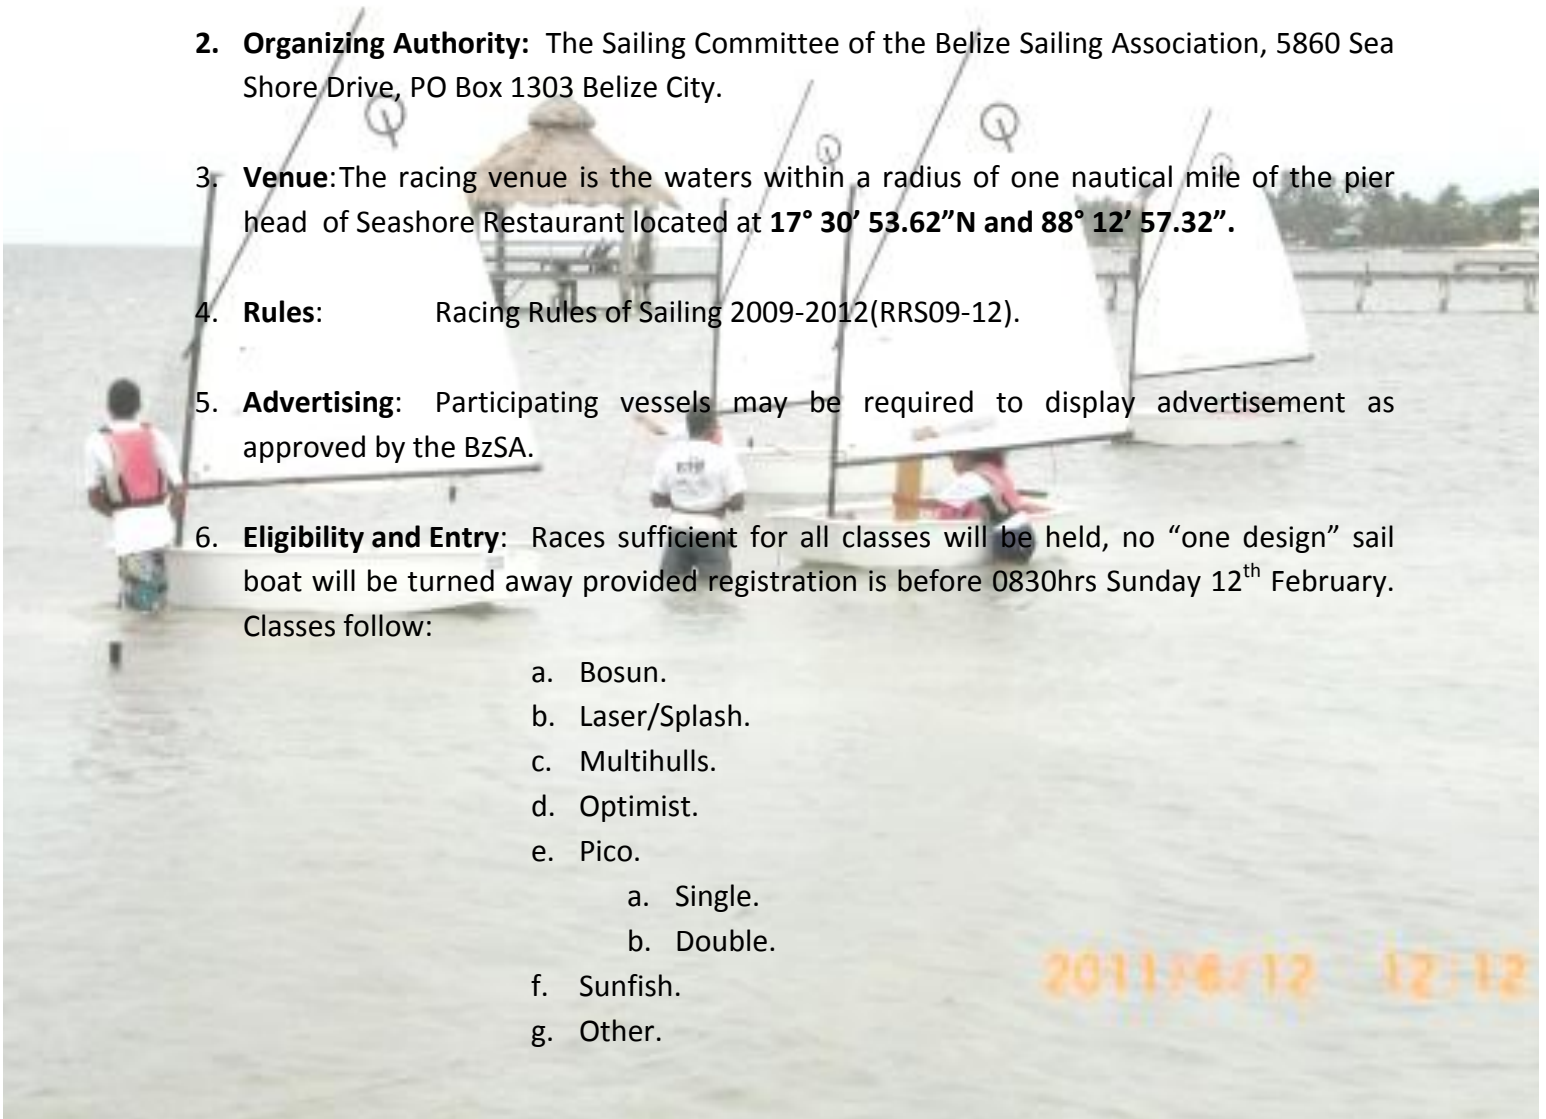 2. Organizing Authority: The Sailing Committee of the Belize Sailing Association, 5860 Sea
Shore Drive, PO Box 1303 Belize City.
3. Venue:The racing venue is the waters within a radius of one nautical mile of the pier
head of Seashore Restaurant located at 17° 30’ 53.62”N and 88° 12’ 57.32”.
4. Rules: Racing Rules of Sailing 2009-2012(RRS09-12).
5. Advertising: Participating vessels may be required to display advertisement as
approved by the BzSA.
6. Eligibility and Entry: Races sufficient for all classes will be held, no “one design” sail
boat will be turned away provided registration is before 0830hrs Sunday 12th February.
Classes follow:
a. Bosun.
b. Laser/Splash.
c. Multihulls.
d. Optimist.
e. Pico.
a. Single.
b. Double.
f. Sunfish.
g. Other.
2011/6/12 12:12